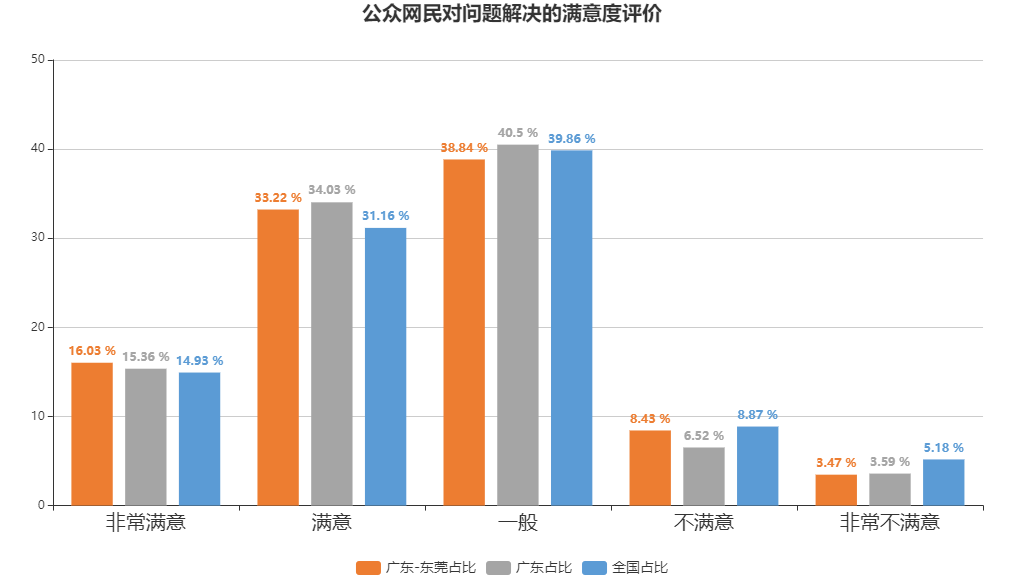 公众网民对问题解决的满意度评价
50
40
30
20
10
0
16.03 %
15.36 %
14.93 %
33.22 %
34.03 %
31.16 %
38.84 %
40.5 %
39.86 %
8.43 %
6.52 %
8.87 %
3.47 %
3.59 %
5.18 %
非常满意
满意
一般
不满意
非常不满意
广东-东莞占比
广东占比
全国占比